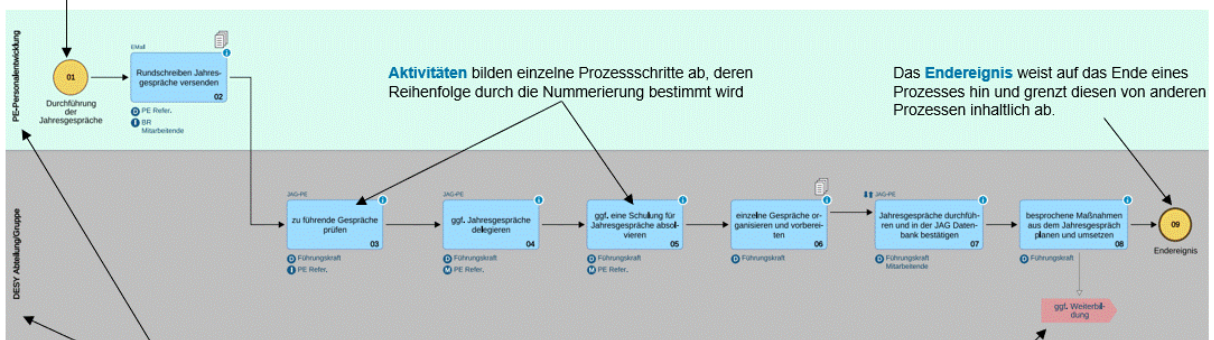 PE-Personalentwicklung
01
Durchführung
der
Jahresgespräche
EMail
Rundschreiben Jahres-
gespräche versenden
02
D PE Refer.
I BR
Mitarbeitende
Aktivitäten bilden einzelne Prozessschritte ab, deren
Reihenfolge durch die Nummerierung bestimmt wird
Das Endereignis weist auf das Ende eines
Prozesses hin und grenzt diesen von anderen
Prozessen inhaltlich ab.
DESY Abteilung/Gruppe
JAG-PE
zu führende Gespräche
prüfen
03
D Führungskraft
I PE Refer.
JAG-PE
ggf. Jahresgespräche
delegieren
04
D Führungskraft
M PE Refer.
JAG-PE
ggf. eine Schulung für
Jahresgespräche absol-
vieren
05
D Führungskraft
M PE Refer.
einzelne Gespräche or-
ganisieren und vorberei-
ten
06
D Führungskraft
JAG-PE
Jahresgespräche durchfüh-
ren und in der JAG Daten-
bank bestätigen
07
D Führungskraft
Mitarbeitende
besprochene Maßnahmen
aus dem Jahresgespräch
planen und umsetzen
08
D Führungskraft
09
Endereignis
ggf. Weiterbil-
dung